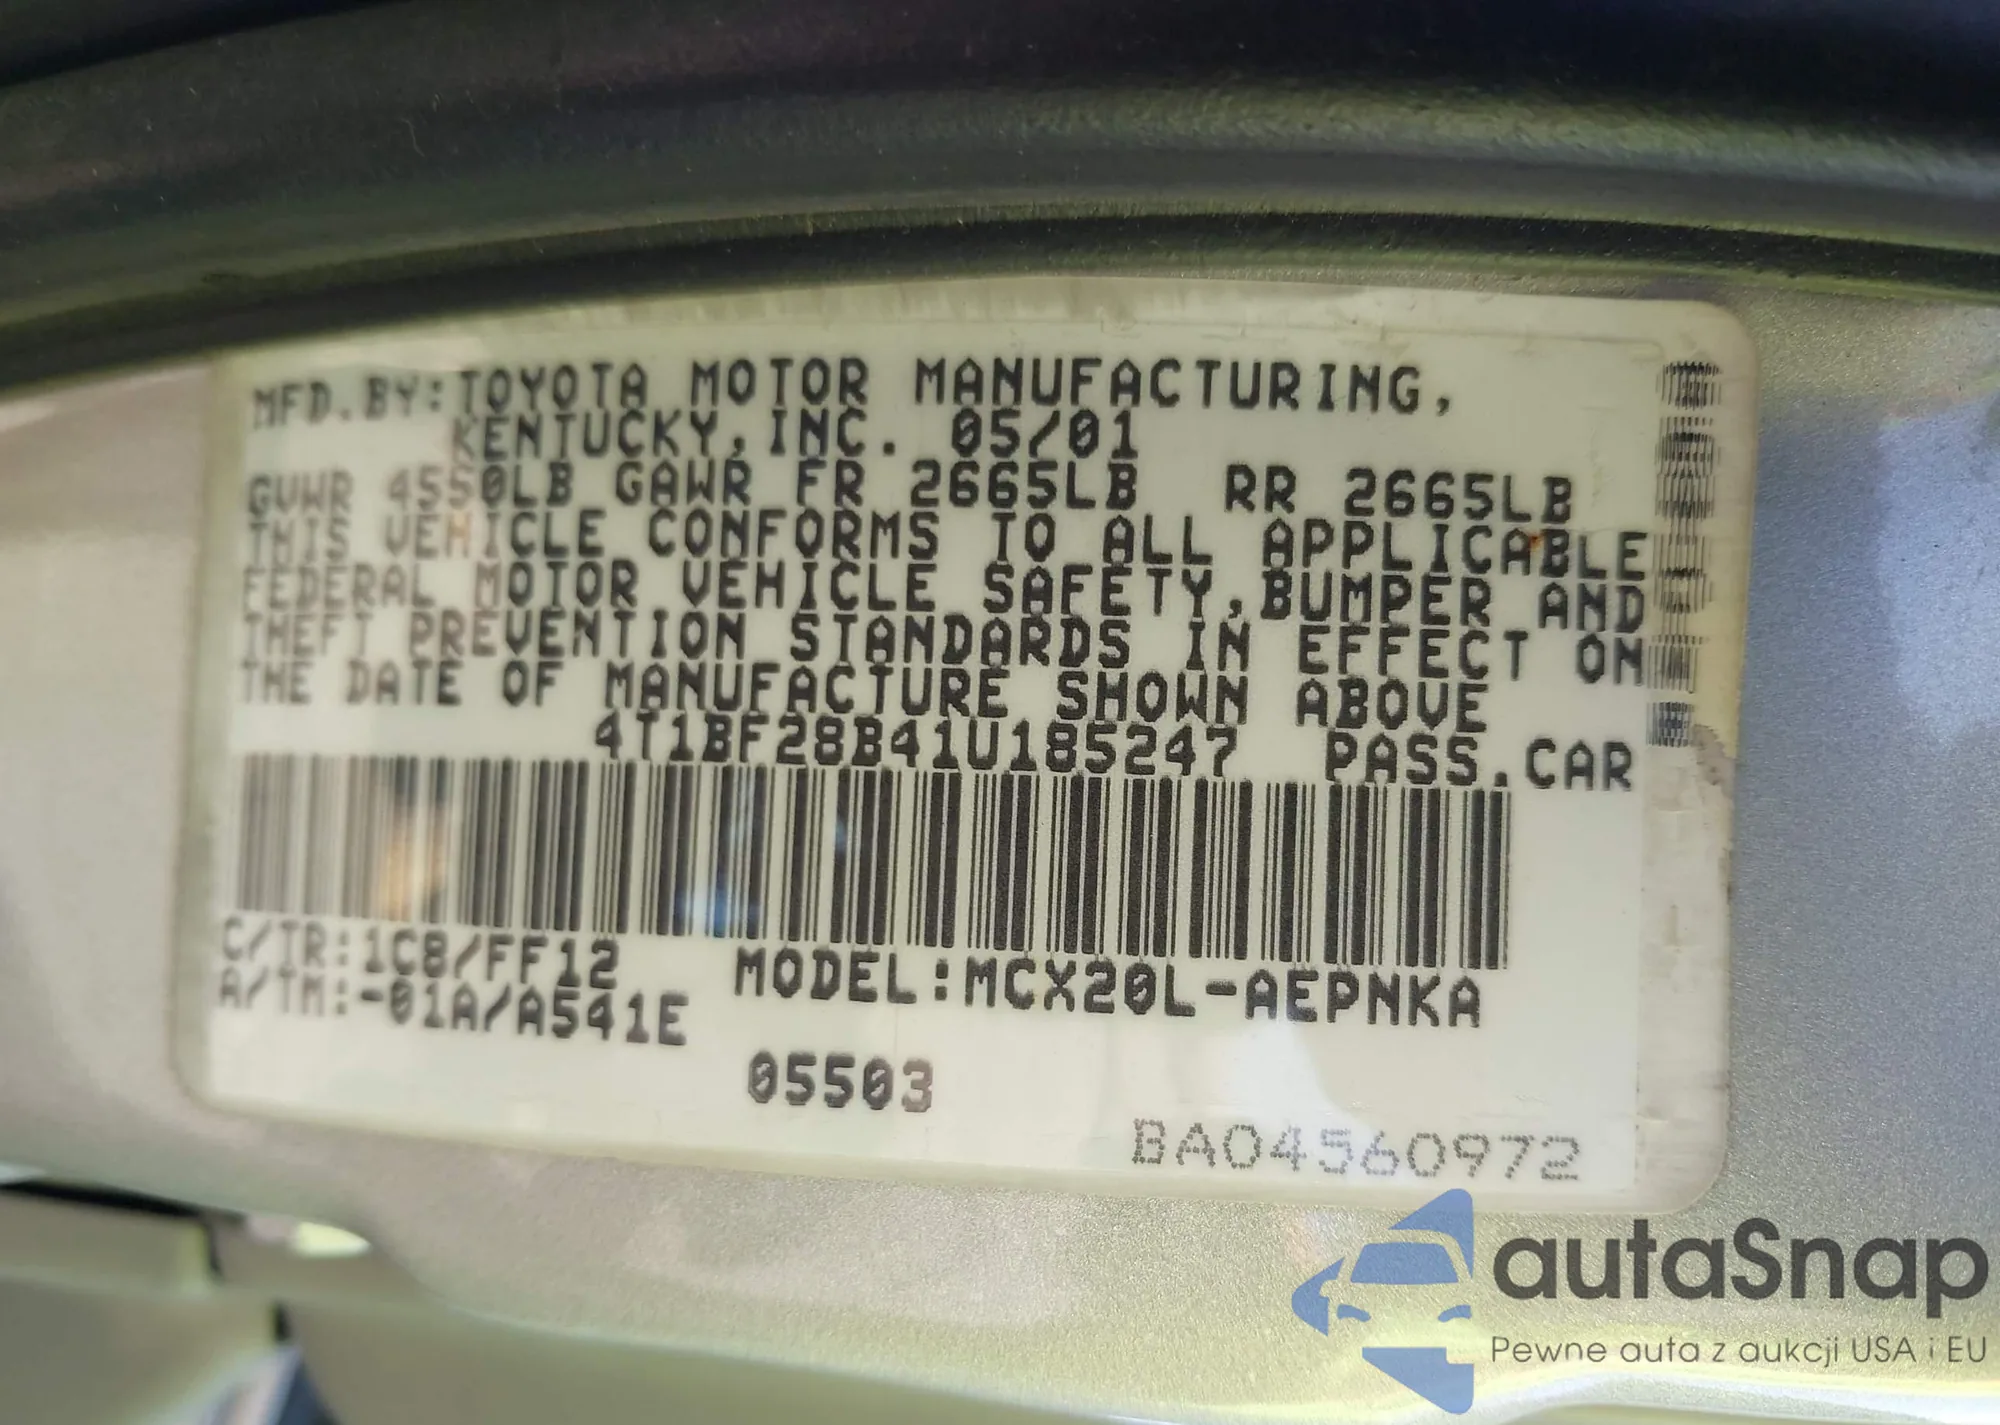 MFD.BY:TOYOTA MOTOR MANUFACTURING,
KENTUCKY,INC. 05/01
GVWR 4550LB GAWR FR 2665LB RR 2665LB
THIS VEHICLE CONFORMS TO ALL APPLICABLE
FEDERAL MOTOR VEHICLE SAFETY,BUMPER AND
THEFT PREVENTION STANDARDS IN EFFECT ON
THE DATE OF MANUFACTURE SHOWN ABOVE
4T1BF28B41U185247 PASS.CAR
C/TR:1C8/FF12
A/TM:-01A/A541E
MODEL:MCX20L-AEPNKA
05503
BA04560972
autaSnap
Pewne auta z aukcji USA i EU